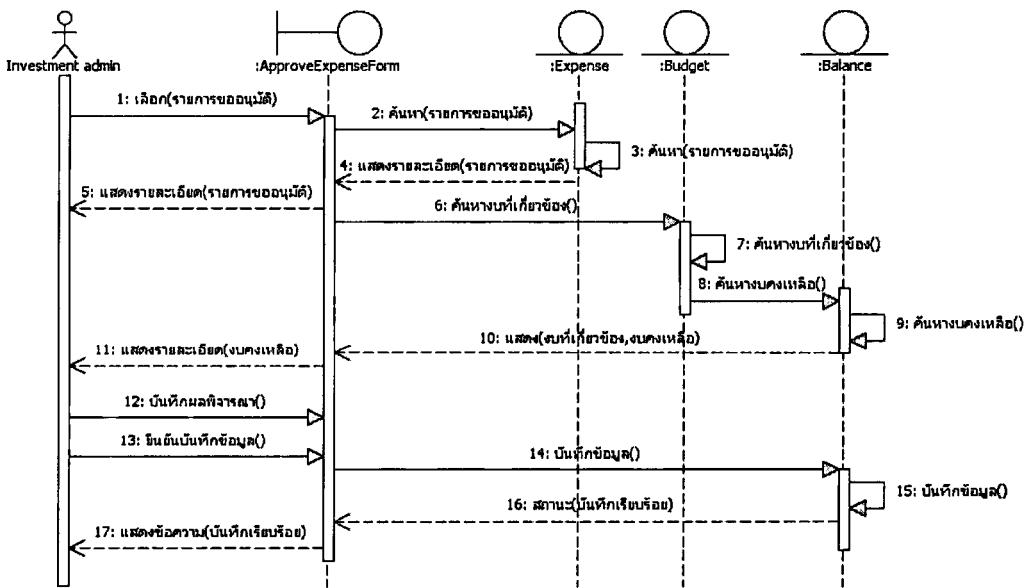 Investment admin
:ApproveExpenseForm
:Expense
:Budget
:Balance
1: เลือก(รายการขออนุมัติ)
2: ค้นหา(รายการขออนุมัติ)
3: ค้นหา(รายการขออนุมัติ)
4: แสดงรายละเอียด(รายการขออนุมัติ)
5: แสดงรายละเอียด(รายการขออนุมัติ)
6: ค้นหางบที่เกี่ยวข้อง()
7: ค้นหางบที่เกี่ยวข้อง()
8: ค้นหางบคงเหลือ()
9: ค้นหางบคงเหลือ()
10: แสดง(งบที่เกี่ยวข้อง,งบคงเหลือ)
11: แสดงรายละเอียด(งบคงเหลือ)
12: บันทึกผลพิจารณา()
13: ยืนยันบันทึกข้อมูล()
14: บันทึกข้อมูล()
15: บันทึกข้อมูล()
16: สถานะ(บันทึกเรียบร้อย)
17: แสดงข้อความ(บันทึกเรียบร้อย)